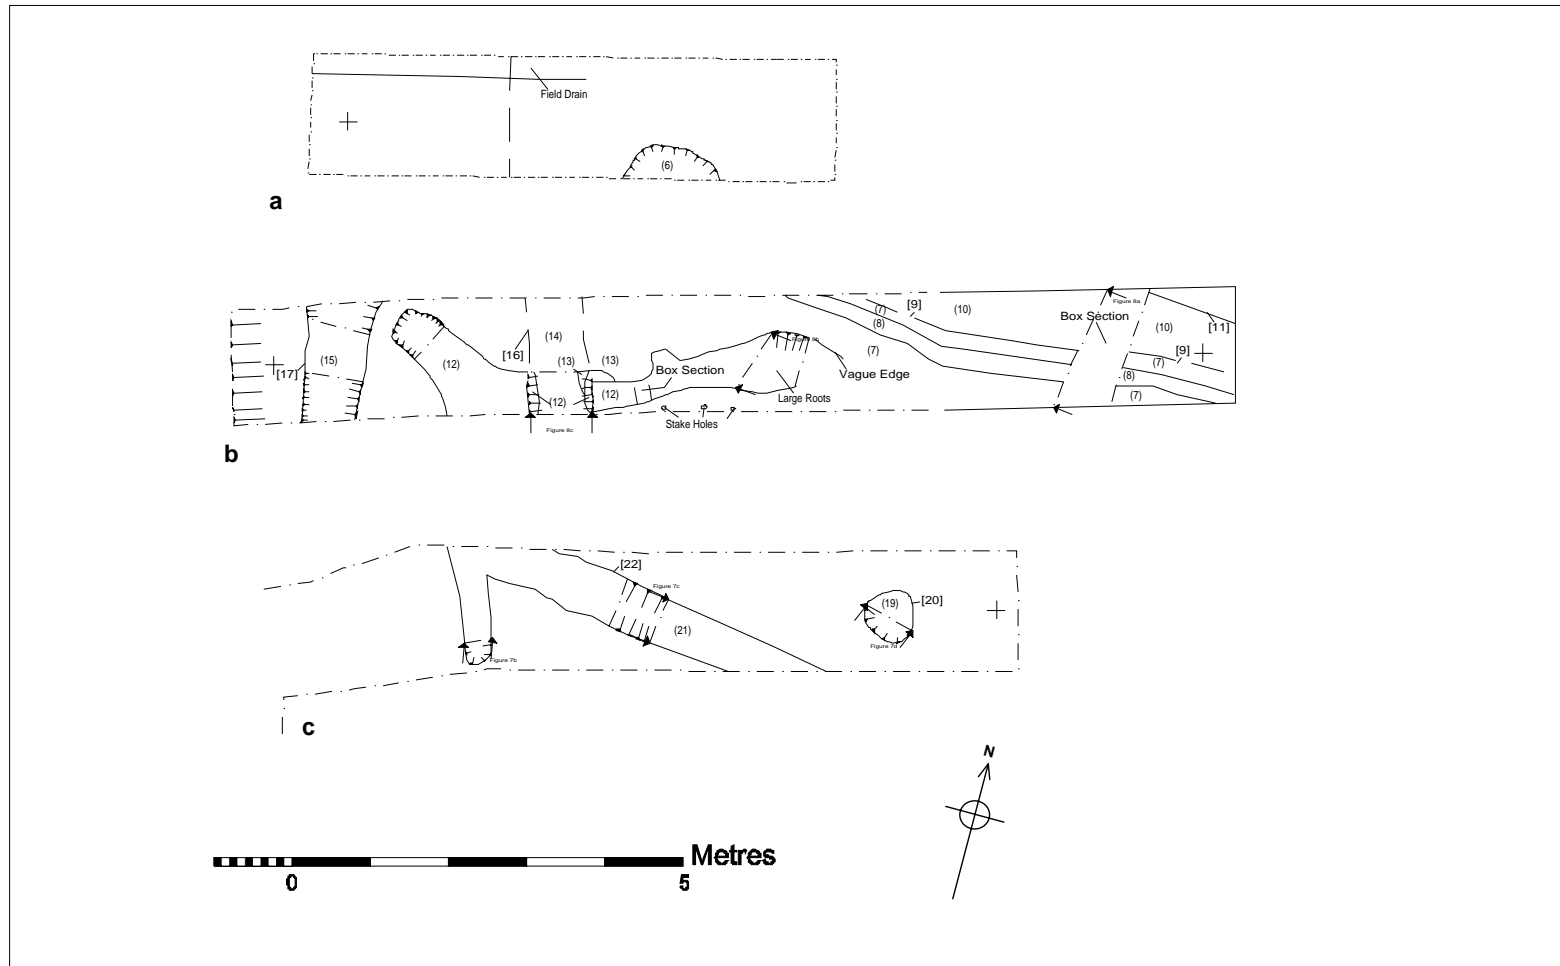 Field Drain
(6)
a
[9]
(7)
(10)
Figure 8a
(8)
Box Section
(10)
[11]
(14)
[16]
(15)
[17]
(12)
(13)
(13)
Figure 8b
(7)
[9]
(7)
(8)
(7)
Box Section
Vague Edge
(12)
(12)
Large Roots
Stake Holes
Figure 8c
b
[22]
Figure 7c
(19)
[20]
(21)
Figure 7b
Figure 7d
c
N
Metres
0 5